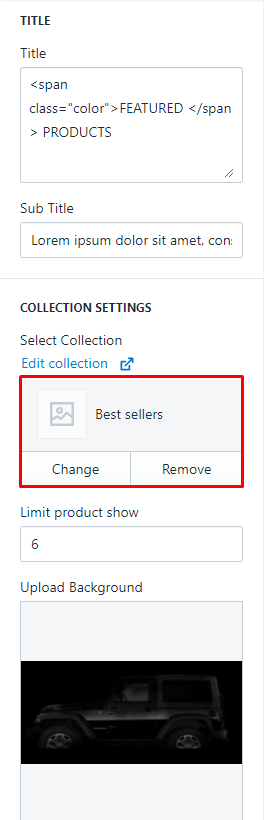 TITLE
Title
<span
class="color">FEATURED </span
> PRODUCTS
Sub Title
Lorem ipsum dolor sit amet, con
COLLECTION SETTINGS
Select Collection
Edit collection
Best sellers
Change
Remove
Limit product show
6
Upload Background